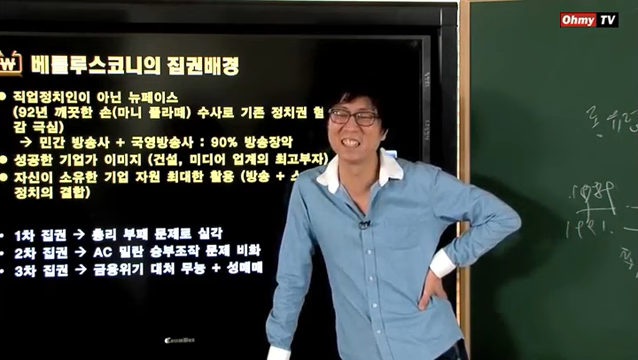 Ohmy TV
₩ 베를루스코니의 집권배경
● 직업정치인이 아닌 뉴페이스
(92년 깨끗한 손(마니 풀리떼) 수사로 기존 정치권 혐
감 극심)
→ 민간 방송사 + 국영방송사 : 90% 방송장악
● 성공한 기업가 이미지 (건설, 미디어 업계의 최고부자)
● 자신이 소유한 기업 자원 최대한 활용 (방송 + 스
정치의 결합)
● 1차 집권 → 총리 부패 문제로 실각
● 2차 집권 → AC 밀란 승부조작 문제 비화
● 3차 집권 → 금융위기 대처 무능 + 성매매